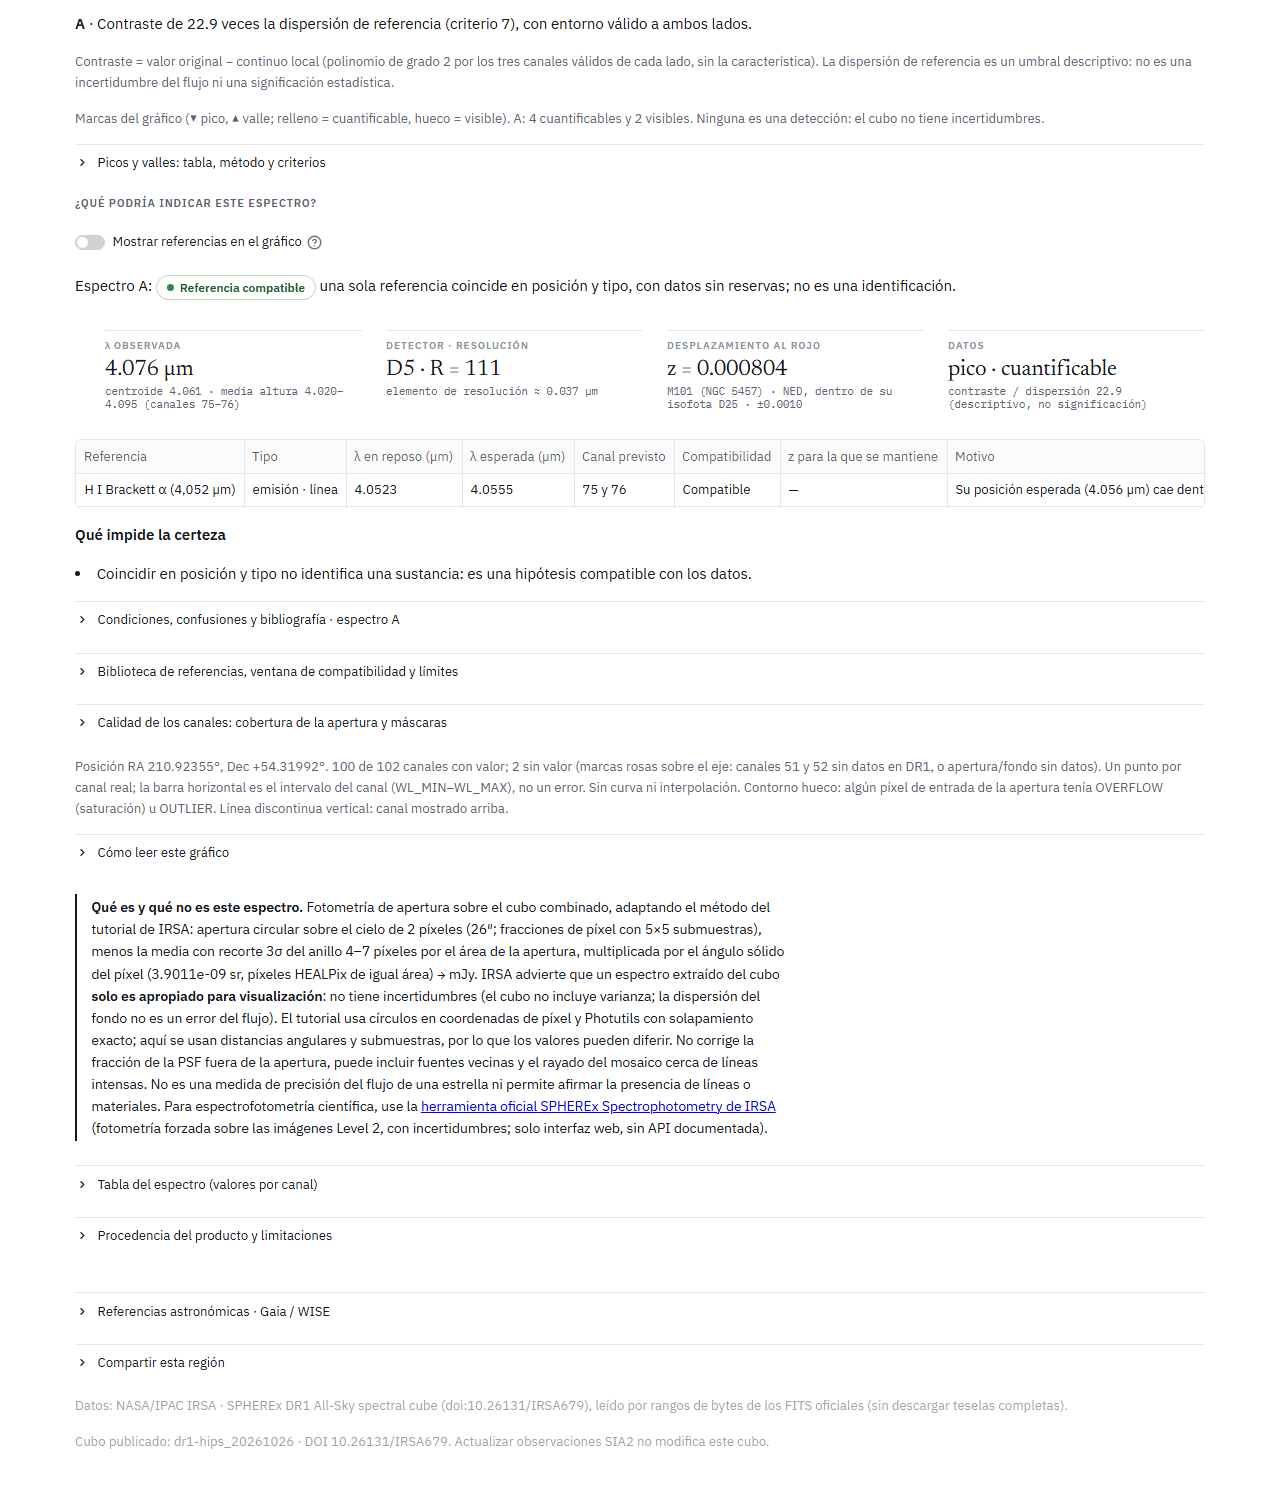 A · Contraste de 22.9 veces la dispersión de referencia (criterio 7), con entorno válido a ambos lados.
Contraste = valor original − continuo local (polinomio de grado 2 por los tres canales válidos de cada lado, sin la característica). La dispersión de referencia es un umbral descriptivo: no es una
incertidumbre del flujo ni una significación estadística.
Marcas del gráfico (▼ pico, ▲ valle; relleno = cuantificable, hueco = visible). A: 4 cuantificables y 2 visibles. Ninguna es una detección: el cubo no tiene incertidumbres.
Picos y valles: tabla, método y criterios
¿QUÉ PODRÍA INDICAR ESTE ESPECTRO?
Mostrar referencias en el gráfico ?
Espectro A: ● Referencia compatible una sola referencia coincide en posición y tipo, con datos sin reservas; no es una identificación.
λ OBSERVADA
4.076 µm
centroide 4.061 · media altura 4.020–
4.095 (canales 75–76)
DETECTOR · RESOLUCIÓN
D5 · R = 111
elemento de resolución ≈ 0.037 µm
DESPLAZAMIENTO AL ROJO
z = 0.000804
M101 (NGC 5457) · NED, dentro de su
isofota D25 · ±0.0010
DATOS
pico · cuantificable
contraste / dispersión 22.9
(descriptivo, no significación)
Referencia Tipo λ en reposo (µm) λ esperada (µm) Canal previsto Compatibilidad z para la que se mantiene Motivo
H I Brackett α (4,052 µm) emisión · línea 4.0523 4.0555 75 y 76 Compatible — Su posición esperada (4.056 µm) cae dent
Qué impide la certeza
• Coincidir en posición y tipo no identifica una sustancia: es una hipótesis compatible con los datos.
Condiciones, confusiones y bibliografía · espectro A
Biblioteca de referencias, ventana de compatibilidad y límites
Calidad de los canales: cobertura de la apertura y máscaras
Posición RA 210.92355°, Dec +54.31992°. 100 de 102 canales con valor; 2 sin valor (marcas rosas sobre el eje: canales 51 y 52 sin datos en DR1, o apertura/fondo sin datos). Un punto por
canal real; la barra horizontal es el intervalo del canal (WL_MIN–WL_MAX), no un error. Sin curva ni interpolación. Contorno hueco: algún píxel de entrada de la apertura tenía OVERFLOW
(saturación) u OUTLIER. Línea discontinua vertical: canal mostrado arriba.
Cómo leer este gráfico
Qué es y qué no es este espectro. Fotometría de apertura sobre el cubo combinado, adaptando el método del
tutorial de IRSA: apertura circular sobre el cielo de 2 píxeles (26″; fracciones de píxel con 5×5 submuestras),
menos la media con recorte 3σ del anillo 4–7 píxeles por el área de la apertura, multiplicada por el ángulo sólido
del píxel (3.9011e-09 sr, píxeles HEALPix de igual área) → mJy. IRSA advierte que un espectro extraído del cubo
solo es apropiado para visualización: no tiene incertidumbres (el cubo no incluye varianza; la dispersión del
fondo no es un error del flujo). El tutorial usa círculos en coordenadas de píxel y Photutils con solapamiento
exacto; aquí se usan distancias angulares y submuestras, por lo que los valores pueden diferir. No corrige la
fracción de la PSF fuera de la apertura, puede incluir fuentes vecinas y el rayado del mosaico cerca de líneas
intensas. No es una medida de precisión del flujo de una estrella ni permite afirmar la presencia de líneas o
materiales. Para espectrofotometría científica, use la herramienta oficial SPHEREx Spectrophotometry de IRSA
(fotometría forzada sobre las imágenes Level 2, con incertidumbres; solo interfaz web, sin API documentada).
Tabla del espectro (valores por canal)
Procedencia del producto y limitaciones
Referencias astronómicas · Gaia / WISE
Compartir esta región
Datos: NASA/IPAC IRSA · SPHEREx DR1 All-Sky spectral cube (doi:10.26131/IRSA679), leído por rangos de bytes de los FITS oficiales (sin descargar teselas completas).
Cubo publicado: dr1-hips_20261026 · DOI 10.26131/IRSA679. Actualizar observaciones SIA2 no modifica este cubo.